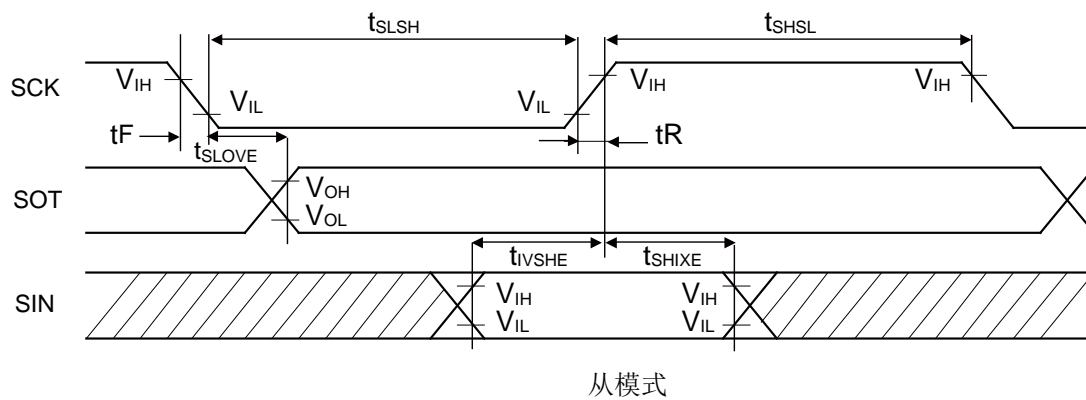 tSLSH
tSHSL
SCK
VIH
VIL
VIL
VIH
VIH
tF
tSLOVE
tR
SOT
VOH
VOL
tIVSHE
tSHIXE
SIN
VIH
VIL
VIH
VIL
从模式